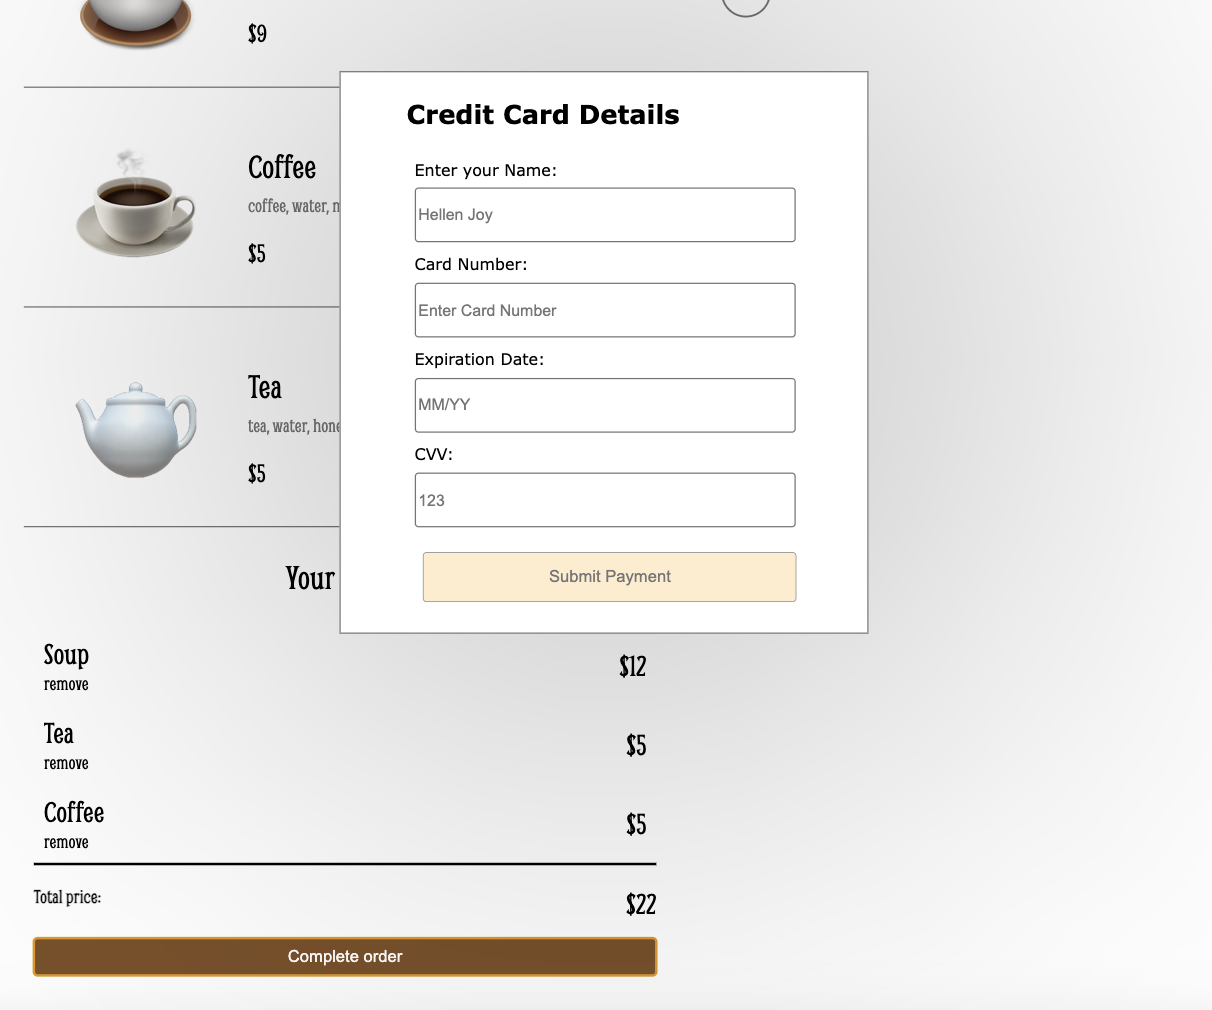 $9
Credit Card Details
Enter your Name:
Hellen Joy
Card Number:
Enter Card Number
Expiration Date:
MM/YY
CVV:
123
Submit Payment
Coffee
coffee, water,
$5
Tea
tea, water,
$5
Your
Soup
remove
$12
Tea
remove
$5
Coffee
remove
$5
Total price:
$22
Complete order